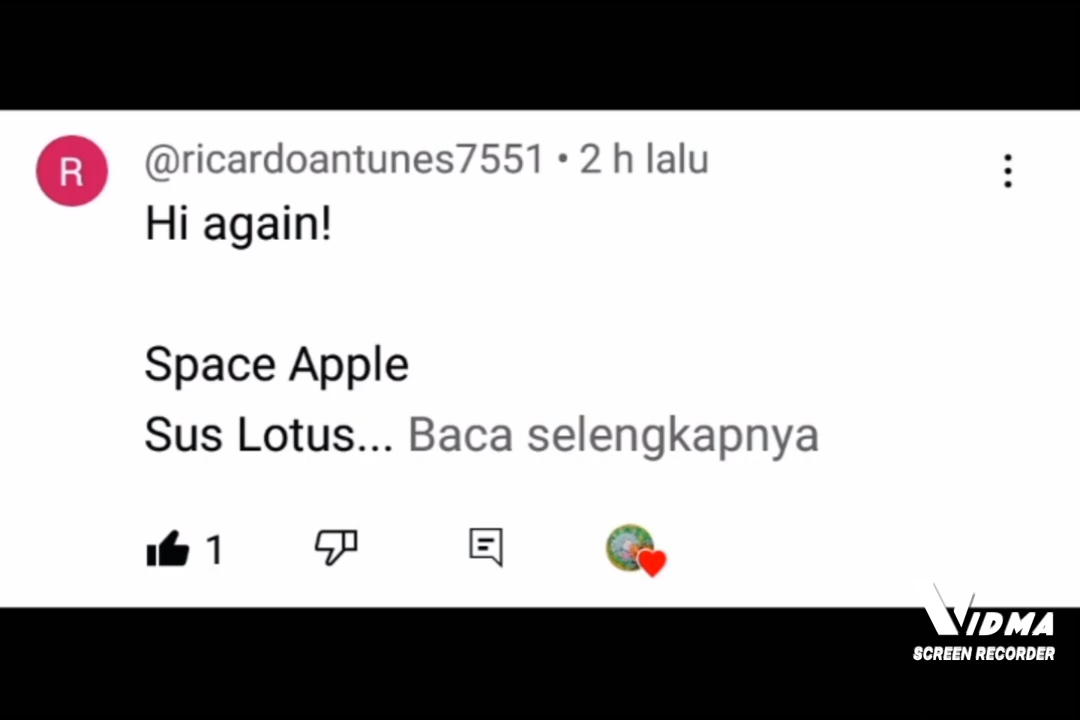 R
@ricardoantunes7551 • 2 h lalu
Hi again!
Space Apple
Sus Lotus... Baca selengkapnya
1
VIDMA
SCREEN RECORDER